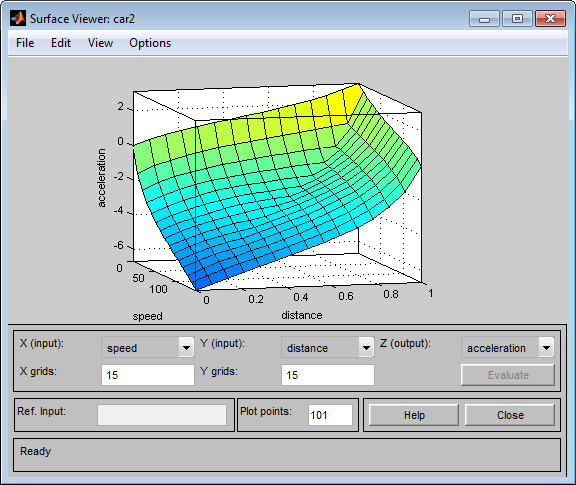 Surface Viewer: car2
File Edit View Options
2
0
-2
-4
-6
acceleration
0
50
100
speed
0 0.2 0.4 0.6 0.8 1
distance
X (input): speed Y (input): distance Z (output): acceleration
X grids: 15 Y grids: 15 Evaluate
Ref. Input: Plot points: 101 Help Close
Ready